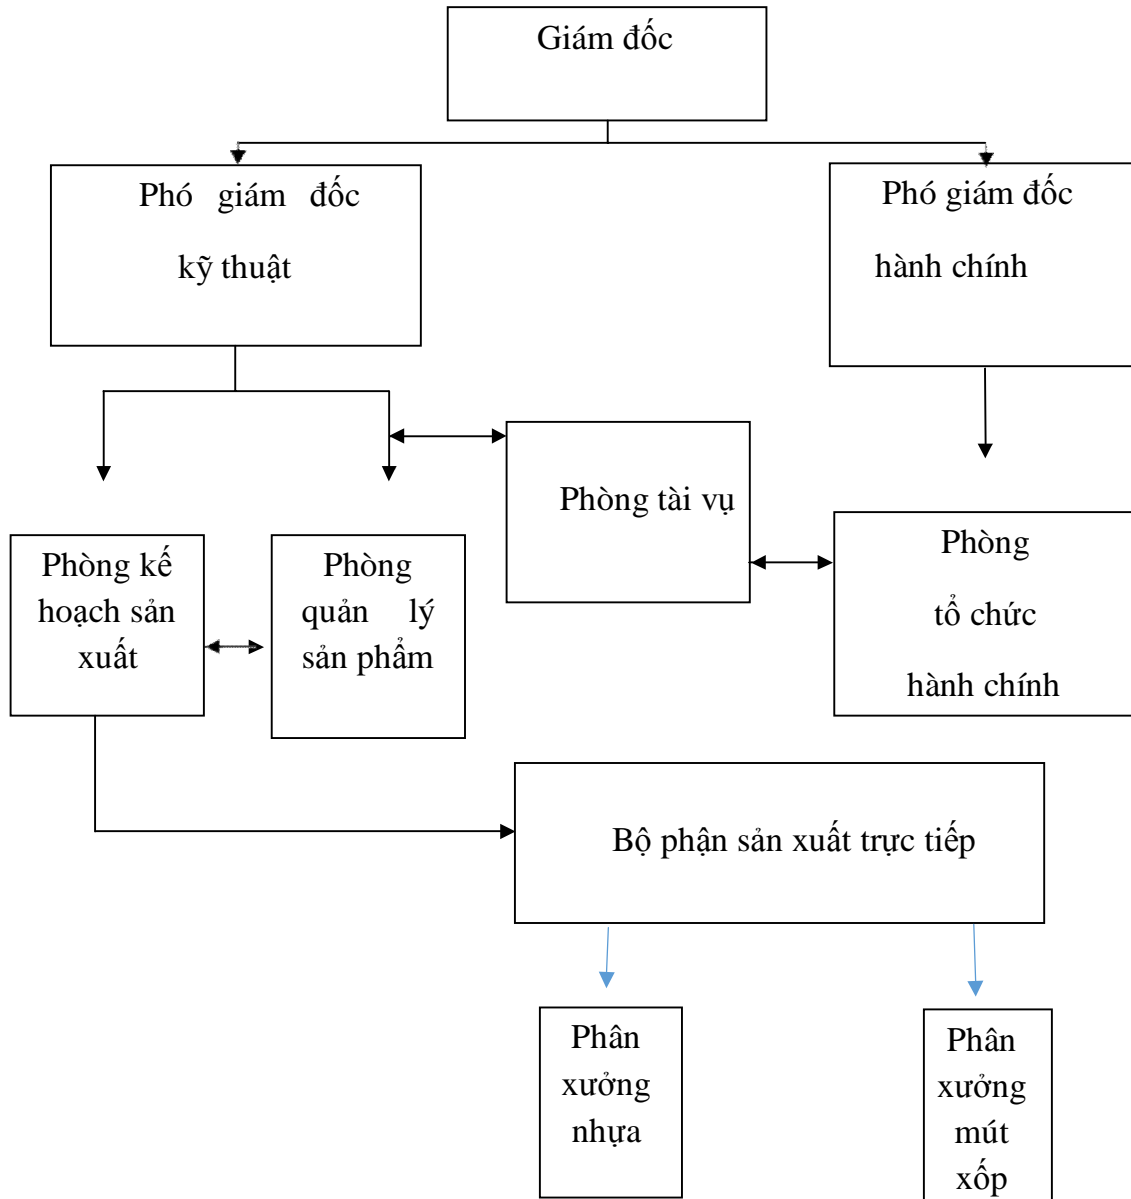 Giám đốc
Phó giám đốc
kỹ thuật
Phó giám đốc
hành chính
Phòng tài vụ
Phòng kế
hoạch sản
xuất
Phòng
quản lý
sản phẩm
Phòng
tổ chức
hành chính
Bộ phận sản xuất trực tiếp
Phân
xưởng
nhựa
Phân
xưởng
mút
xốp